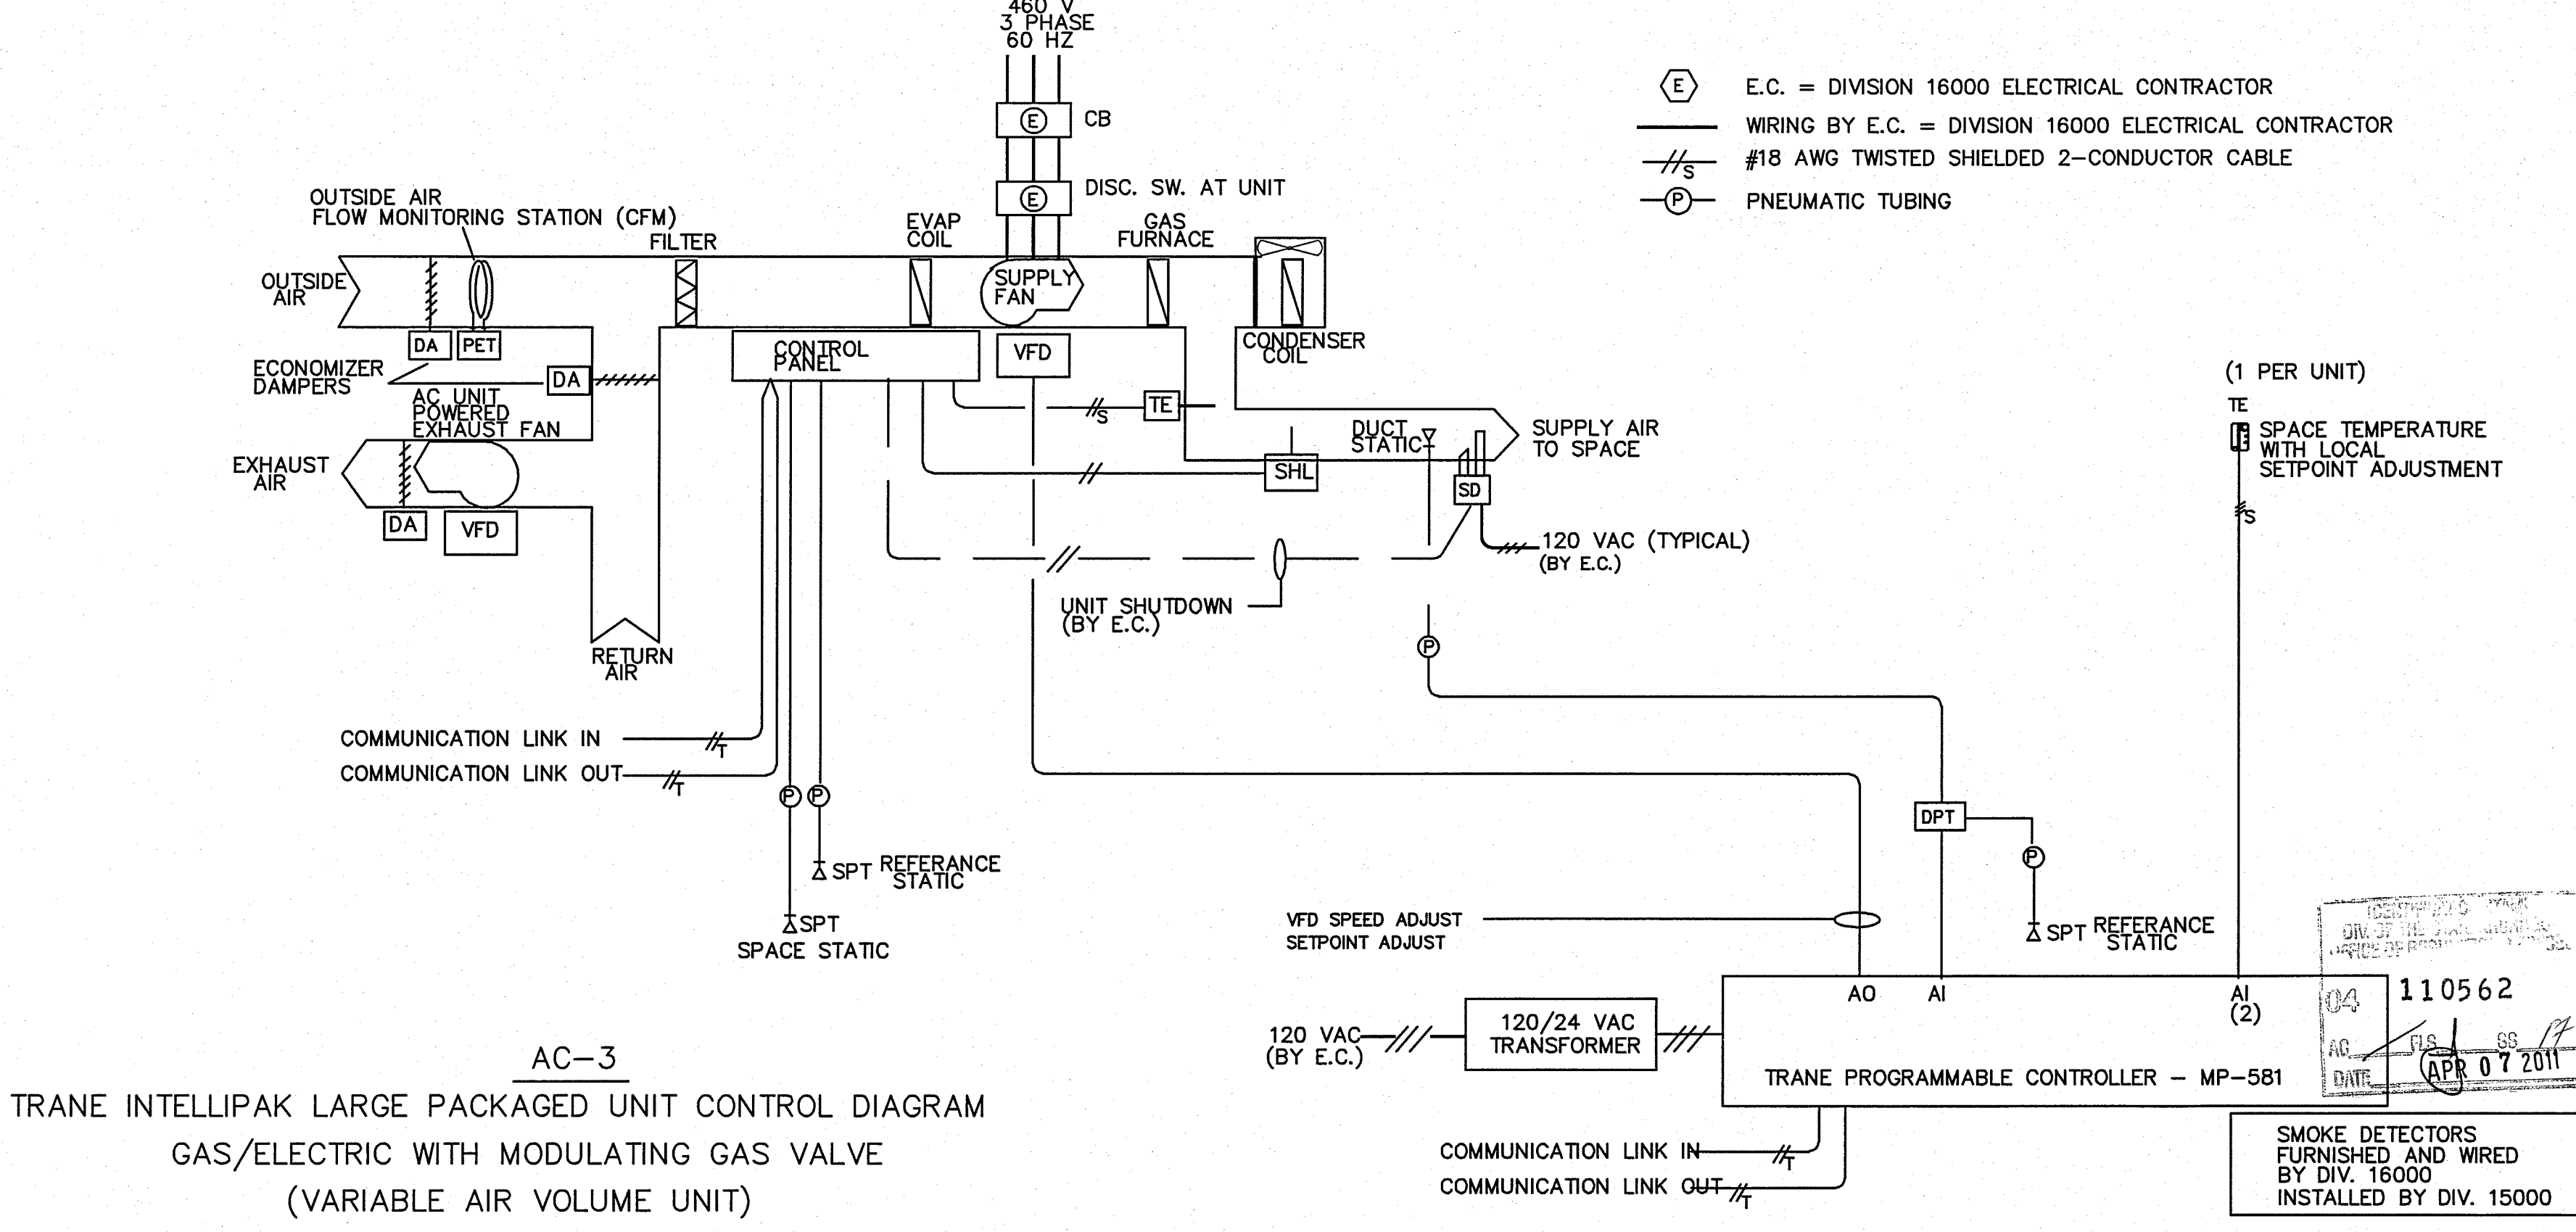 460 V
3 PHASE
60 HZ
E
CB
E
DISC. SW. AT UNIT
E
E.C. = DIVISION 16000 ELECTRICAL CONTRACTOR
WIRING BY E.C. = DIVISION 16000 ELECTRICAL CONTRACTOR
S
#18 AWG TWISTED SHIELDED 2-CONDUCTOR CABLE
P
PNEUMATIC TUBING
OUTSIDE AIR
FLOW MONITORING STATION (CFM)
FILTER
EVAP
COIL
GAS
FURNACE
OUTSIDE
AIR
SUPPLY
FAN
CONDENSER
COIL
DA
PET
ECONOMIZER
DAMPERS
DA
CONTROL
PANEL
VFD
AC UNIT
POWERED
EXHAUST FAN
EXHAUST
AIR
DA
VFD
S
TE
DUCT
STATIC
SUPPLY AIR
TO SPACE
SHL
SD
120 VAC (TYPICAL)
(BY E.C.)
UNIT SHUTDOWN
(BY E.C.)
RETURN
AIR
P
(1 PER UNIT)
TE
SPACE TEMPERATURE
WITH LOCAL
SETPOINT ADJUSTMENT
S
COMMUNICATION LINK IN
T
COMMUNICATION LINK OUT
T
P
P
SPT REFERANCE
STATIC
SPT
SPACE STATIC
DPT
P
SPT REFERANCE
STATIC
VFD SPEED ADJUST
SETPOINT ADJUST
AO
AI
AI
(2)
120 VAC
(BY E.C.)
120/24 VAC
TRANSFORMER
TRANE PROGRAMMABLE CONTROLLER - MP-581
COMMUNICATION LINK IN
T
COMMUNICATION LINK OUT
T
04
110562
AC
FLS
SS
DATE
APR 07 2011
SMOKE DETECTORS
FURNISHED AND WIRED
BY DIV. 16000
INSTALLED BY DIV. 15000
AC-3
TRANE INTELLIPAK LARGE PACKAGED UNIT CONTROL DIAGRAM
GAS/ELECTRIC WITH MODULATING GAS VALVE
(VARIABLE AIR VOLUME UNIT)